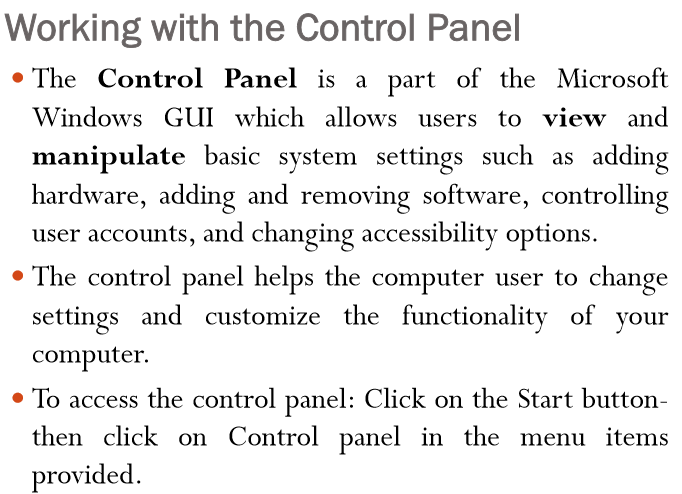 Working with the Control Panel
• The Control Panel is a part of the Microsoft
Windows GUI which allows users to view and
manipulate basic system settings such as adding
hardware, adding and removing software, controlling
user accounts, and changing accessibility options.
• The control panel helps the computer user to change
settings and customize the functionality of your
computer.
• To access the control panel: Click on the Start button-
then click on Control panel in the menu items
provided.